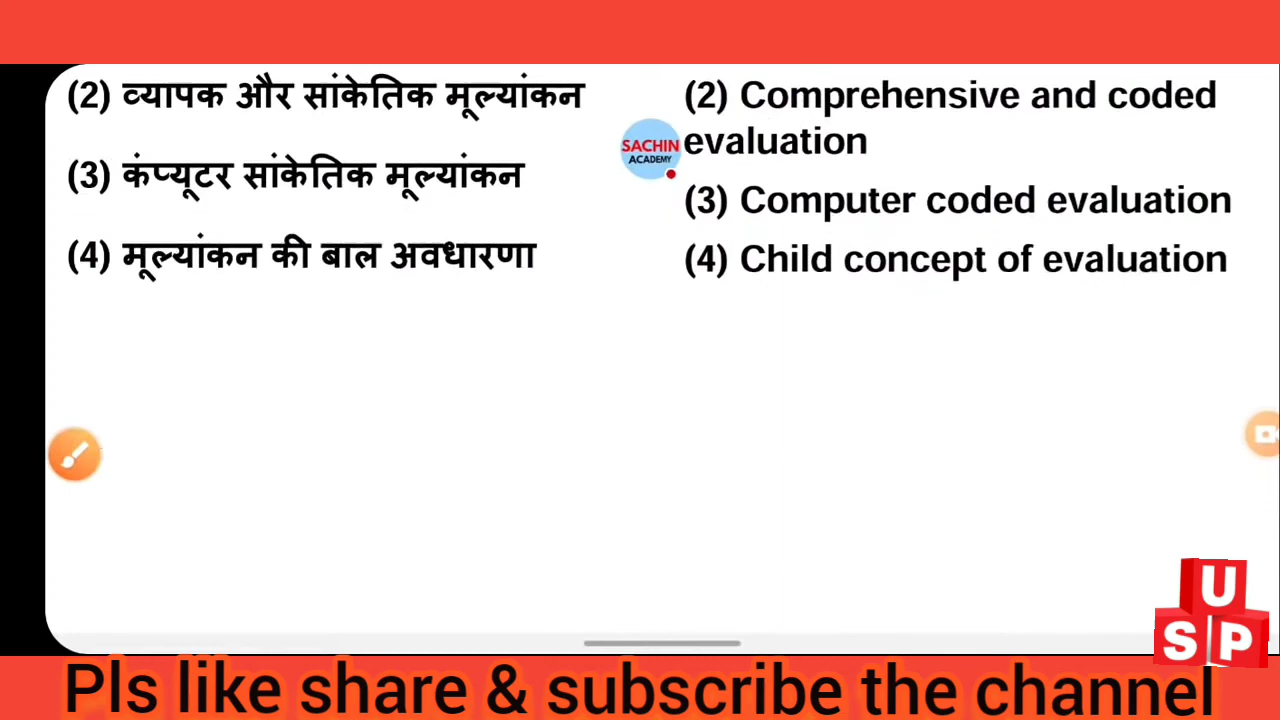 (2) व्यापक और सांकेतिक मूल्यांकन
(3) कंप्यूटर सांकेतिक मूल्यांकन
(4) मूल्यांकन की बाल अवधारणा
SACHIN
ACADEMY
(2) Comprehensive and coded
evaluation
(3) Computer coded evaluation
(4) Child concept of evaluation
U
S P
Pls like share & subscribe the channel